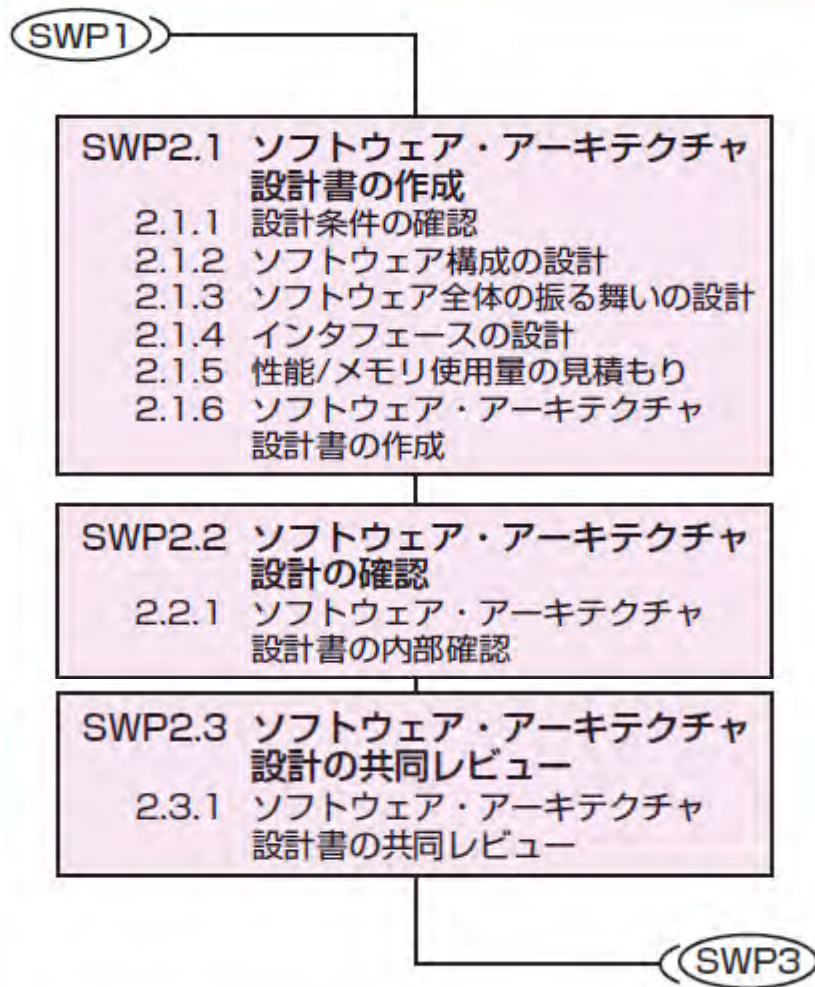 SWP1
SWP2.1 ソフトウェア・アーキテクチャ
設計書の作成
2.1.1 設計条件の確認
2.1.2 ソフトウェア構成の設計
2.1.3 ソフトウェア全体の振る舞いの設計
2.1.4 インタフェースの設計
2.1.5 性能/メモリ使用量の見積もり
2.1.6 ソフトウェア・アーキテクチャ
設計書の作成
SWP2.2 ソフトウェア・アーキテクチャ
設計の確認
2.2.1 ソフトウェア・アーキテクチャ
設計書の内部確認
SWP2.3 ソフトウェア・アーキテクチャ
設計の共同レビュー
2.3.1 ソフトウェア・アーキテクチャ
設計書の共同レビュー
SWP3